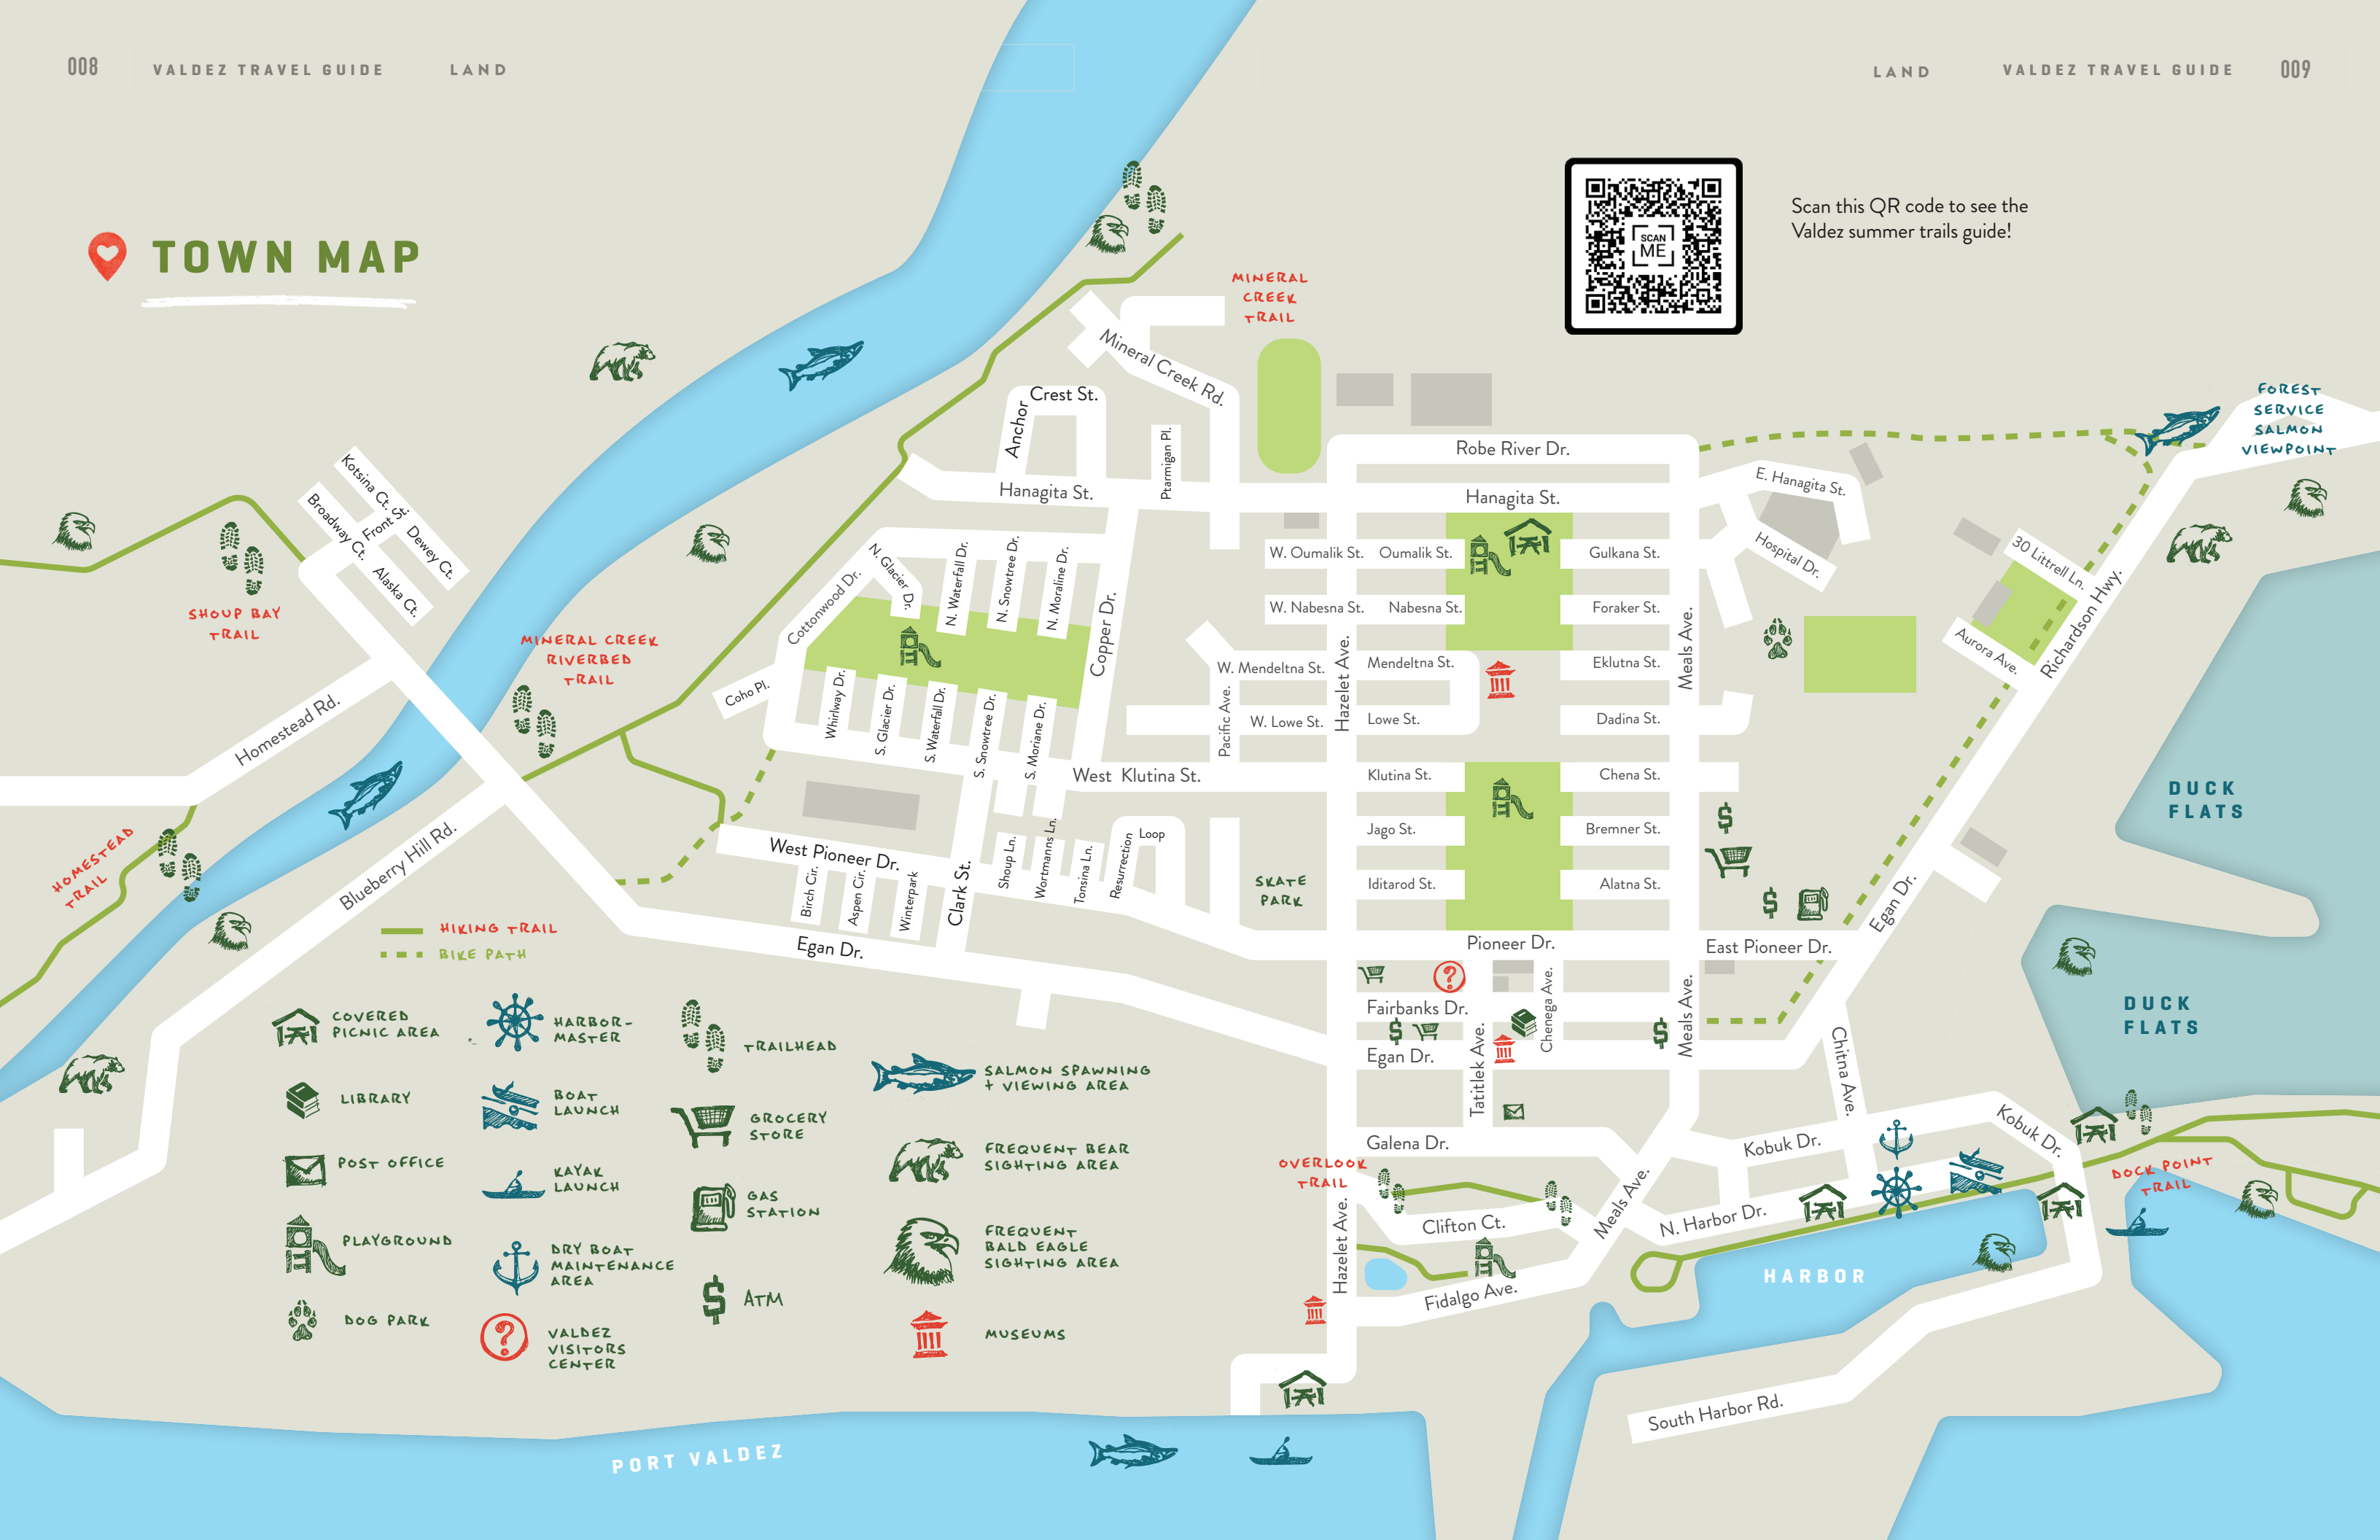 008
VALDEZ TRAVEL GUIDE
LAND
LAND
VALDEZ TRAVEL GUIDE
009
TOWN MAP
SCAN
ME
Scan this QR code to see the
Valdez summer trails guide!
MINERAL
CREEK
TRAIL
Mineral Creek Rd.
Crest St.
Anchor
Ptarmigan Pl.
Hanagita St.
Robe River Dr.
Hanagita St.
E. Hanagita St.
Hospital Dr.
FOREST
SERVICE
SALMON
VIEWPOINT
30 Littrell Ln.
Aurora Ave.
Richardson Hwy.
Kotsina Ct.
Broadway Ct.
Front St.
Dewey Ct.
Alaska Ct.
SHOUP BAY
TRAIL
MINERAL CREEK
RIVERBED
TRAIL
Homestead Rd.
HOMESTEAD
TRAIL
Blueberry Hill Rd.
Cottonwood Dr.
N. Glacier Dr.
N. Waterfall Dr.
N. Snowtree Dr.
N. Moraline Dr.
Copper Dr.
Coho Pl.
Whirlway Dr.
S. Glacier Dr.
S. Waterfall Dr.
S. Snowtree Dr.
S. Moriane Dr.
W. Oumalik St.
Oumalik St.
Gulkana St.
W. Nabesna St.
Nabesna St.
Foraker St.
W. Mendeltna St.
Mendeltna St.
Eklutna St.
W. Lowe St.
Lowe St.
Dadina St.
Pacific Ave.
Hazelet Ave.
Meals Ave.
West Klutina St.
Klutina St.
Chena St.
Jago St.
Bremner St.
Iditarod St.
Alatna St.
SKATE
PARK
West Pioneer Dr.
Birch Cir.
Aspen Cir.
Winterpark
Clark St.
Shoup Ln.
Wortmanns Ln.
Tonsina Ln.
Resurrection
Loop
Egan Dr.
Pioneer Dr.
East Pioneer Dr.
Egan Dr.
Fairbanks Dr.
Egan Dr.
Tatitlek Ave.
Chenega Ave.
Meals Ave.
Chitna Ave.
Galena Dr.
Kobuk Dr.
Kobuk Dr.
N. Harbor Dr.
OVERLOOK
TRAIL
Clifton Ct.
Meals Ave.
Hazelet Ave.
Fidalgo Ave.
HARBOR
South Harbor Rd.
DOCK POINT
TRAIL
DUCK
FLATS
DUCK
FLATS
PORT VALDEZ
HIKING TRAIL
BIKE PATH
COVERED
PICNIC AREA
LIBRARY
POST OFFICE
PLAYGROUND
DOG PARK
HARBOR-
MASTER
BOAT
LAUNCH
KAYAK
LAUNCH
DRY BOAT
MAINTENANCE
AREA
VALDEZ
VISITORS
CENTER
TRAILHEAD
GROCERY
STORE
GAS
STATION
ATM
SALMON SPAWNING
+ VIEWING AREA
FREQUENT BEAR
SIGHTING AREA
FREQUENT
BALD EAGLE
SIGHTING AREA
MUSEUMS